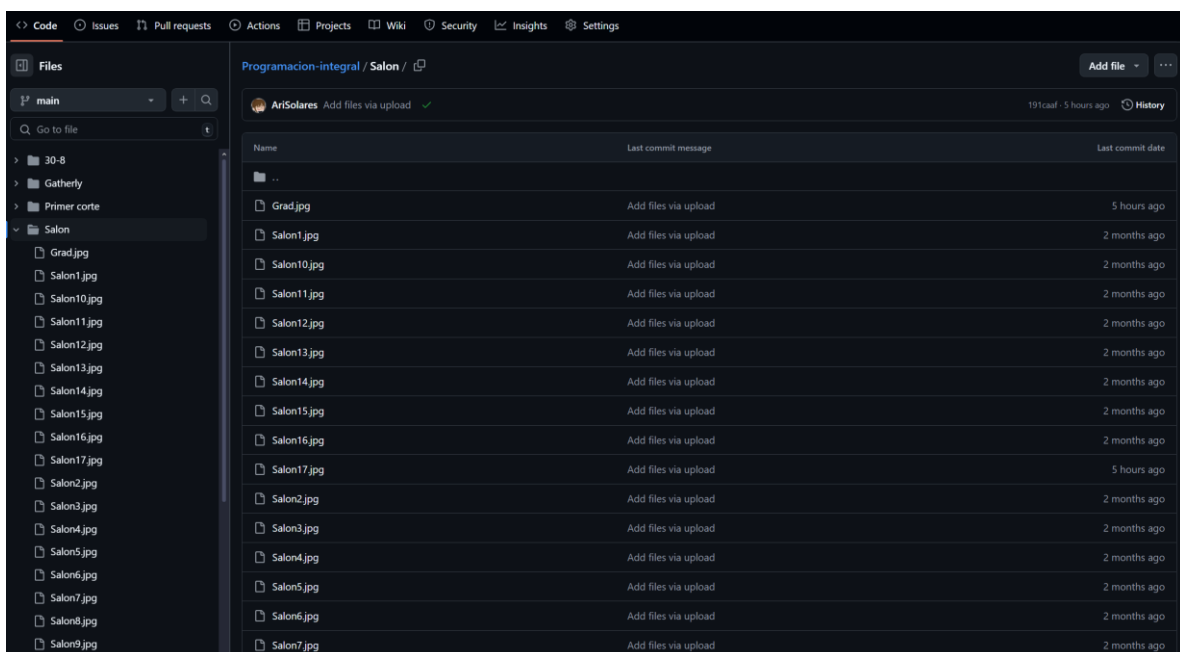 Code Issues Pull requests Actions Projects Wiki Security Insights Settings
Files
main
Go to file t
30-8
Gatherly
Primer corte
Salon
Grad.jpg
Salon1.jpg
Salon10.jpg
Salon11.jpg
Salon12.jpg
Salon13.jpg
Salon14.jpg
Salon15.jpg
Salon16.jpg
Salon17.jpg
Salon2.jpg
Salon3.jpg
Salon4.jpg
Salon5.jpg
Salon6.jpg
Salon7.jpg
Salon8.jpg
Salon9.jpg
Programacion-integral / Salon /
Add file
AriSolares Add files via upload 191caaf · 5 hours ago History
Name Last commit message Last commit date
..
Grad.jpg Add files via upload 5 hours ago
Salon1.jpg Add files via upload 2 months ago
Salon10.jpg Add files via upload 2 months ago
Salon11.jpg Add files via upload 2 months ago
Salon12.jpg Add files via upload 2 months ago
Salon13.jpg Add files via upload 2 months ago
Salon14.jpg Add files via upload 2 months ago
Salon15.jpg Add files via upload 2 months ago
Salon16.jpg Add files via upload 2 months ago
Salon17.jpg Add files via upload 5 hours ago
Salon2.jpg Add files via upload 2 months ago
Salon3.jpg Add files via upload 2 months ago
Salon4.jpg Add files via upload 2 months ago
Salon5.jpg Add files via upload 2 months ago
Salon6.jpg Add files via upload 2 months ago
Salon7.jpg Add files via upload 2 months ago